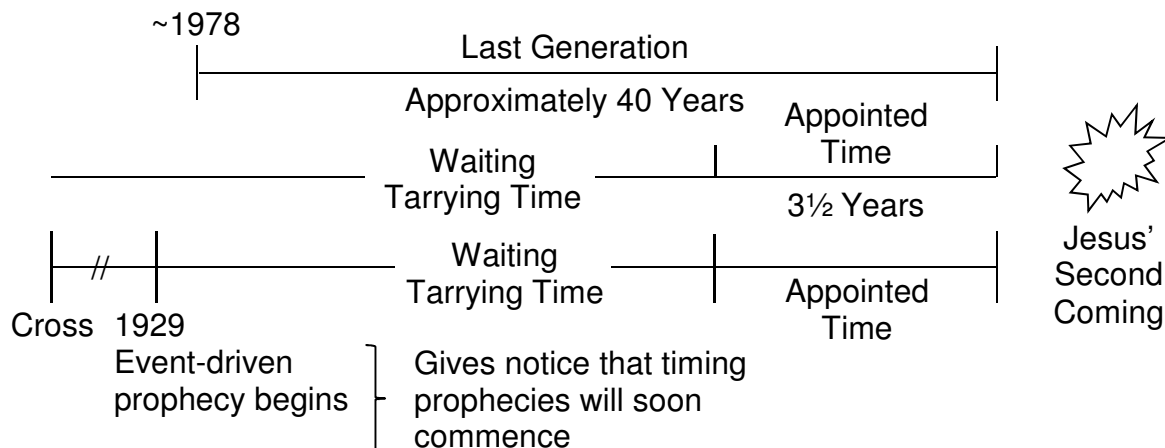 ~1978
Last Generation
Approximately 40 Years
Appointed
Time
Waiting
Tarrying Time
3½ Years
Waiting
Tarrying Time
Appointed
Time
Jesus’
Second
Coming
Cross 1929
Event-driven
prophecy begins
Gives notice that timing
prophecies will soon
commence